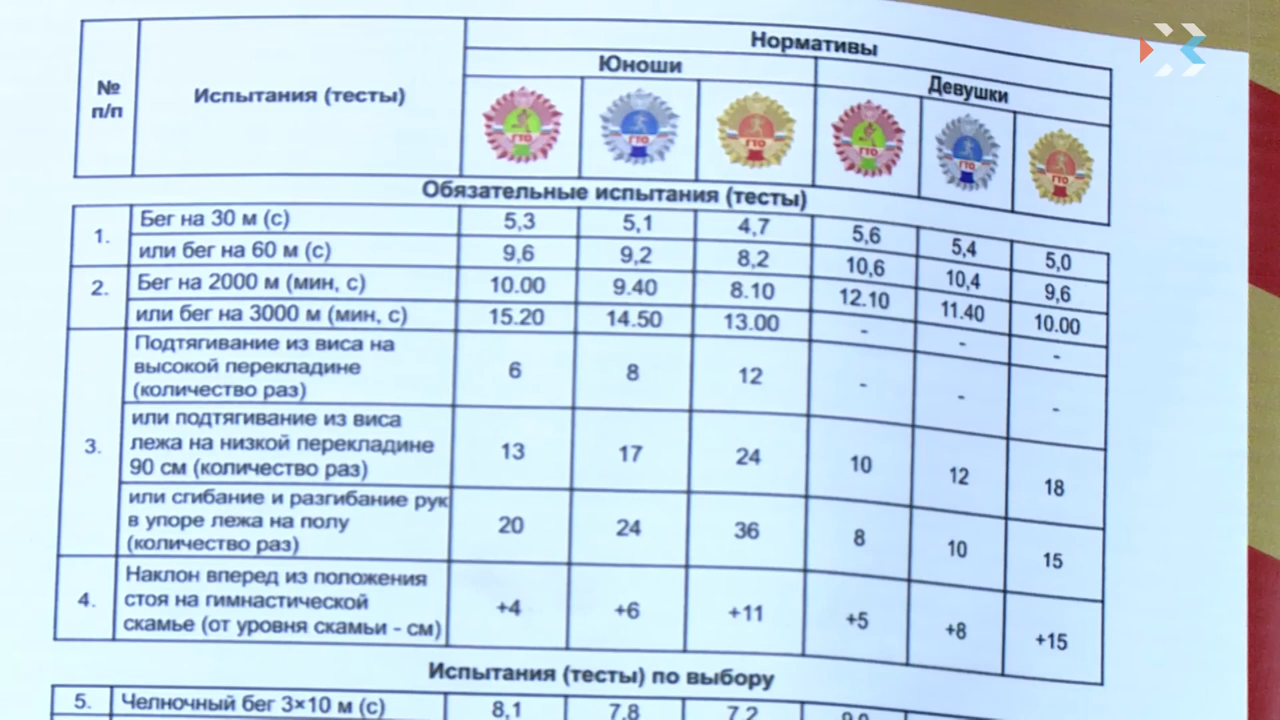 № п/п Испытания (тесты) Нормативы
Юноши Девушки
ГТО ГТО ГТО ГТО ГТО ГТО
Обязательные испытания (тесты)
1. Бег на 30 м (с) 5,3 5,1 4,7 5,6 5,4 5,0
или бег на 60 м (с) 9,6 9,2 8,2 10,6 10,4 9,6
2. Бег на 2000 м (мин, с) 10.00 9.40 8.10 12.10 11.40 10.00
или бег на 3000 м (мин, с) 15.20 14.50 13.00 - - -
3. Подтягивание из виса на
высокой перекладине
(количество раз) 6 8 12 - - -
или подтягивание из виса
лежа на низкой перекладине
90 см (количество раз) 13 17 24 10 12 18
или сгибание и разгибание рук
в упоре лежа на полу
(количество раз) 20 24 36 8 10 15
4. Наклон вперед из положения
стоя на гимнастической
скамье (от уровня скамьи - см) +4 +6 +11 +5 +8 +15
Испытания (тесты) по выбору
5. Челночный бег 3×10 м (с) 8,1 7,8 7,2